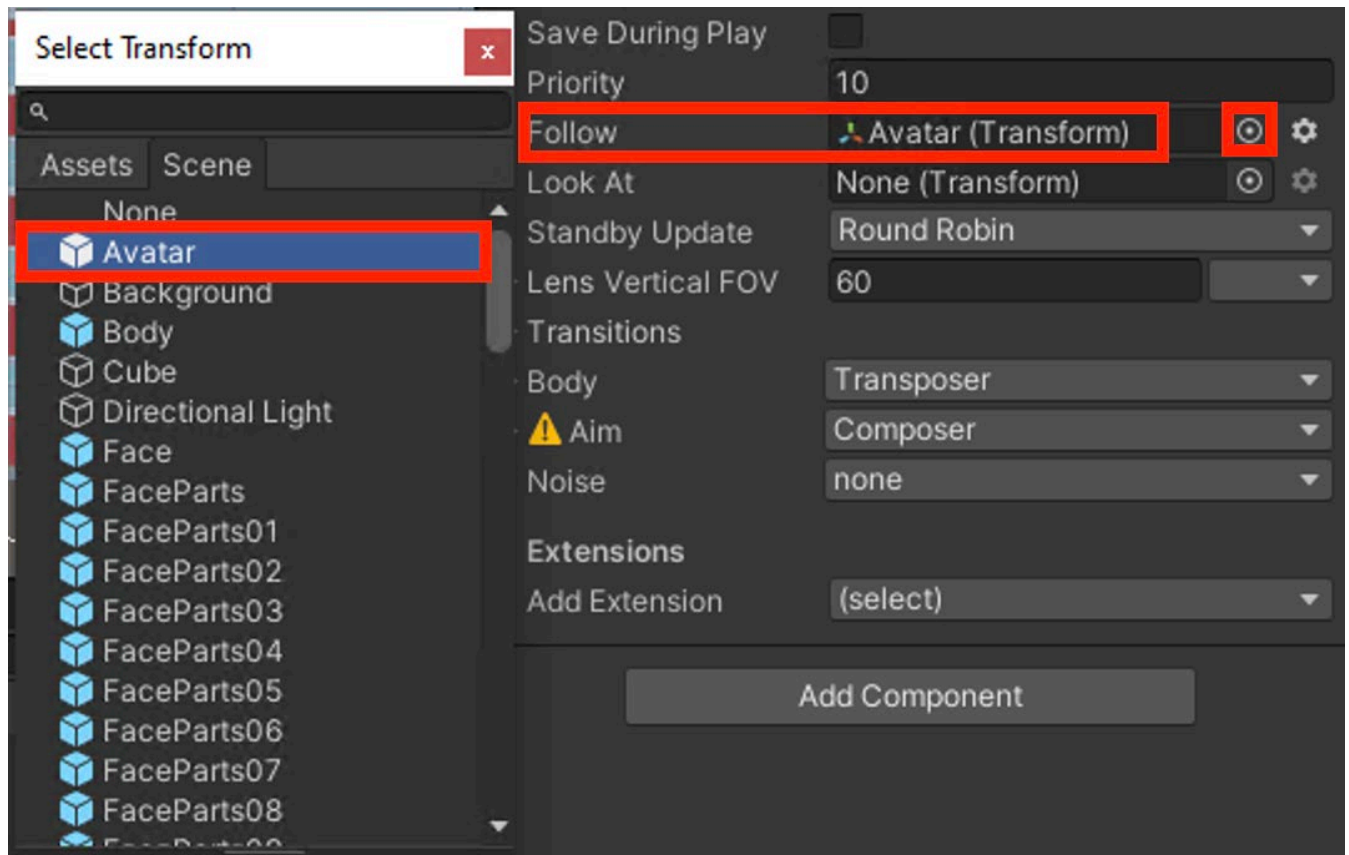 Select Transform
x
Assets Scene
None
Avatar
Background
Body
Cube
Directional Light
Face
FaceParts
FaceParts01
FaceParts02
FaceParts03
FaceParts04
FaceParts05
FaceParts06
FaceParts07
FaceParts08
Save During Play
Priority 10
Follow Avatar (Transform)
Look At None (Transform)
Standby Update Round Robin
Lens Vertical FOV 60
Transitions
Body Transposer
Aim Composer
Noise none
Extensions
Add Extension (select)
Add Component